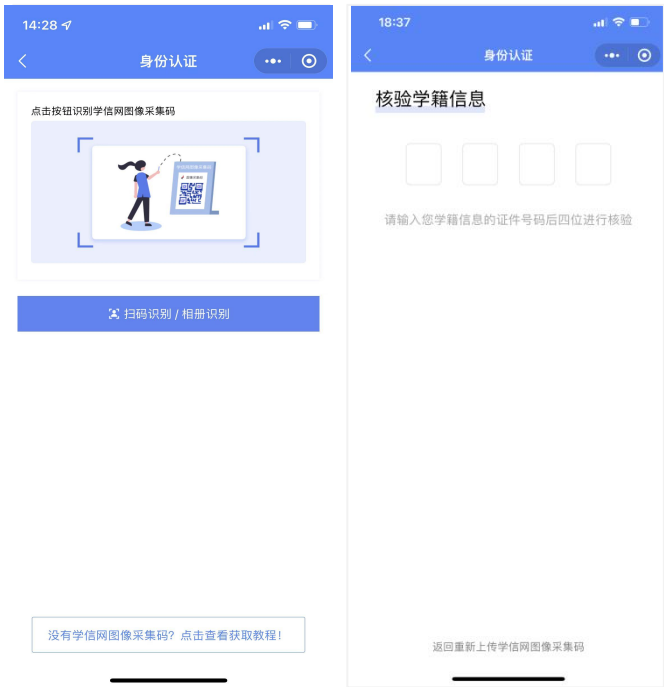 14:28
身份认证
点击按钮识别学信网图像采集码
扫码识别 / 相册识别
没有学信网图像采集码？点击查看获取教程！
18:37
身份认证
核验学籍信息
请输入您学籍信息的证件号码后四位进行核验
返回重新上传学信网图像采集码